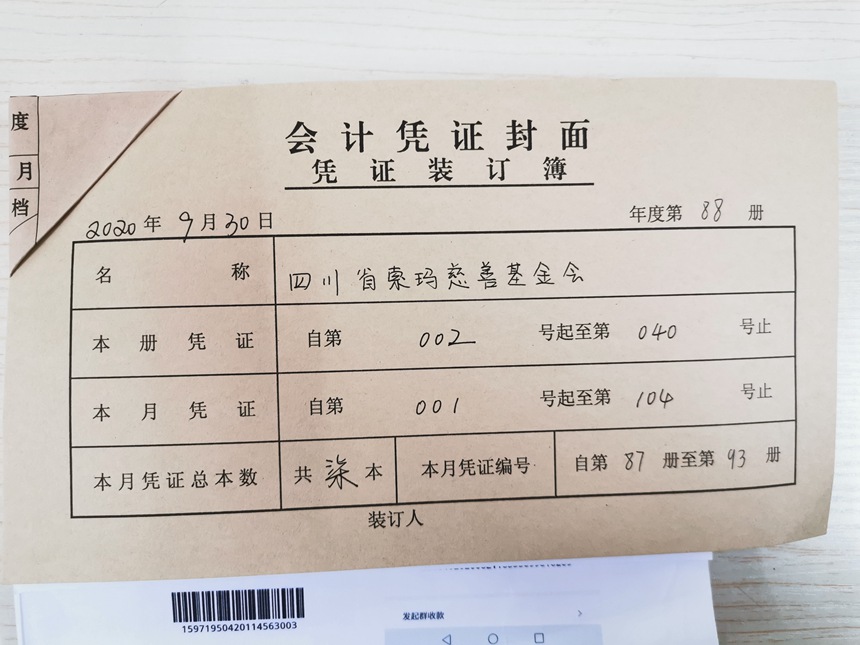 度
月
档
会计凭证封面
凭证装订簿
2020年9月30日
年度第 88 册
名称 四川省索玛慈善基金会
本册凭证 自第 002 号起至第 040 号止
本月凭证 自第 001 号起至第 104 号止
本月凭证总本数 共柒本 本月凭证编号 自第 87 册至第 93 册
装订人
15971950420114563003
发起群收款